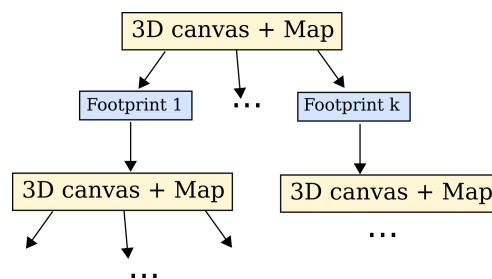 3D canvas + Map
Footprint 1
...
Footprint k
3D canvas + Map
3D canvas + Map
...
...